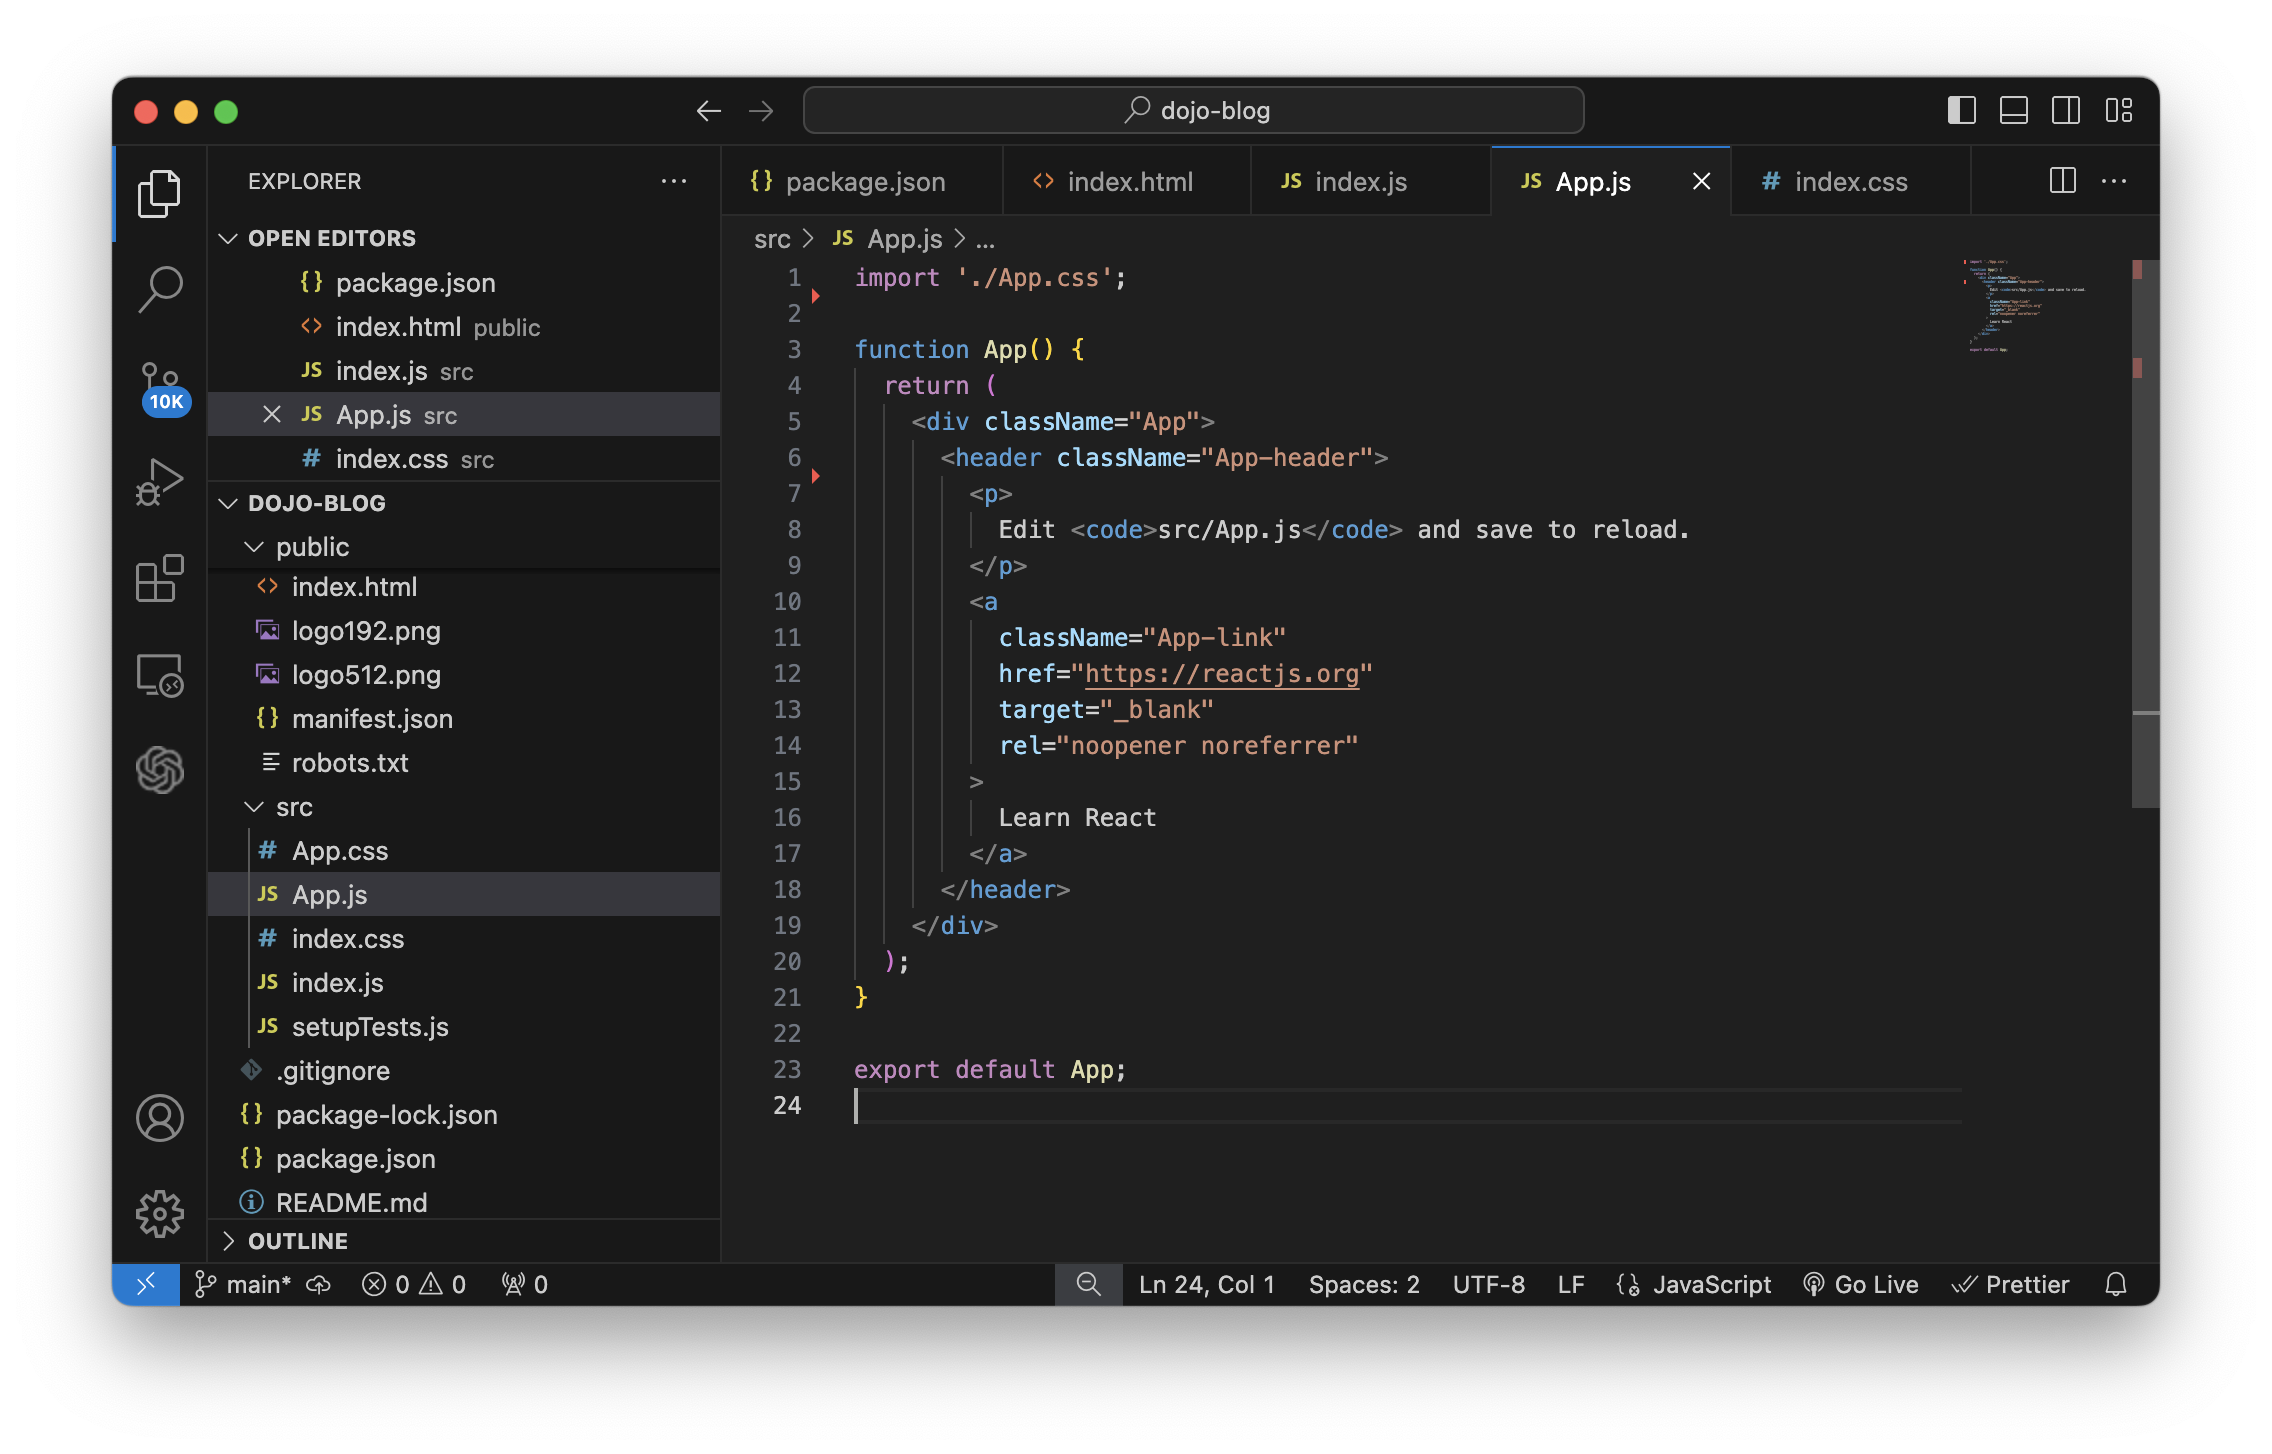 dojo-blog
EXPLORER
OPEN EDITORS
{} package.json
<> index.html public
JS index.js src
JS App.js src
# index.css src
10K
DOJO-BLOG
public
<> index.html
logo192.png
logo512.png
{} manifest.json
robots.txt
src
# App.css
JS App.js
# index.css
JS index.js
JS setupTests.js
.gitignore
{} package-lock.json
{} package.json
README.md
OUTLINE
{} package.json
<> index.html
JS index.js
JS App.js
# index.css
src > JS App.js > ...
1 import './App.css';
2
3 function App() {
4 return (
5 <div className="App">
6 <header className="App-header">
7 <p>
8 Edit <code>src/App.js</code> and save to reload.
9 </p>
10 <a
11 className="App-link"
12 href="https://reactjs.org"
13 target="_blank"
14 rel="noopener noreferrer"
15 >
16 Learn React
17 </a>
18 </header>
19 </div>
20 );
21 }
22
23 export default App;
24
main* 0 0 0 Ln 24, Col 1 Spaces: 2 UTF-8 LF {} JavaScript Go Live Prettier